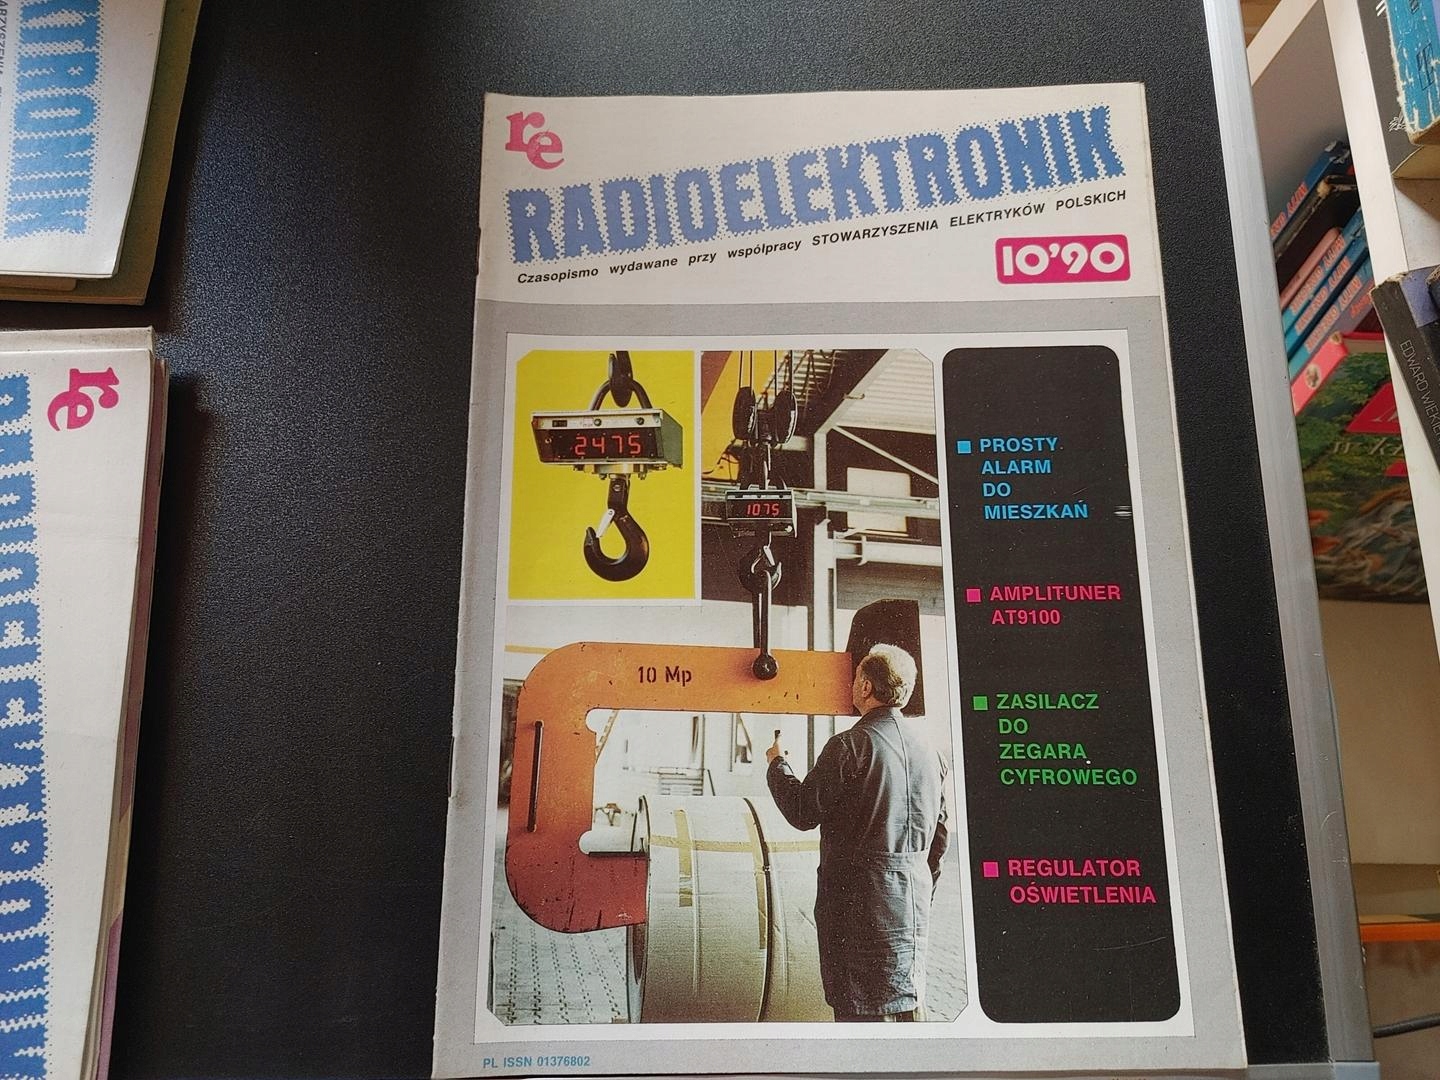 re
RADIOELEKTRONIK
Czasopismo wydawane przy współpracy STOWARZYSZENIA ELEKTRYKÓW POLSKICH
10'90
2475
1075
10 Mp
PROSTY
ALARM
DO
MIESZKAŃ
AMPLITUNER
AT9100
ZASILACZ
DO
ZEGARA
CYFROWEGO
REGULATOR
OŚWIETLENIA
PL ISSN 01376802
re
EDWARD